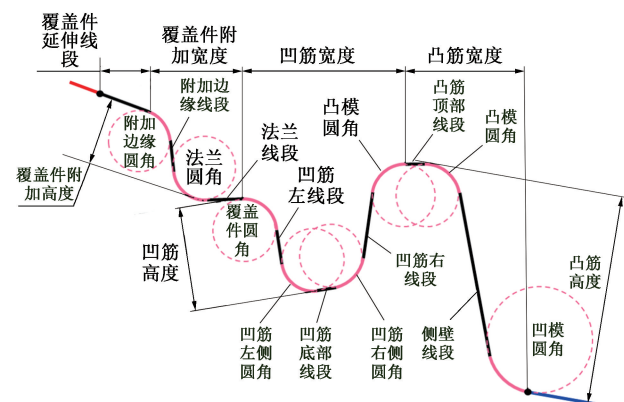 覆盖件
延伸线
段
覆盖件附
加宽度
凹筋宽度
凸筋宽度
附加边
缘线段
凸模
圆角
凸筋
顶部
线段
凸模
圆角
附加
边缘
圆角
法兰
圆角
法兰
线段
凹筋
左线段
覆盖件附
加高度
覆盖
件圆
角
凹筋
高度
凹筋右
线段
凸筋
高度
凹筋
左侧
圆角
凹筋
底部
线段
凹筋
右侧
圆角
侧壁
线段
凹模
圆角